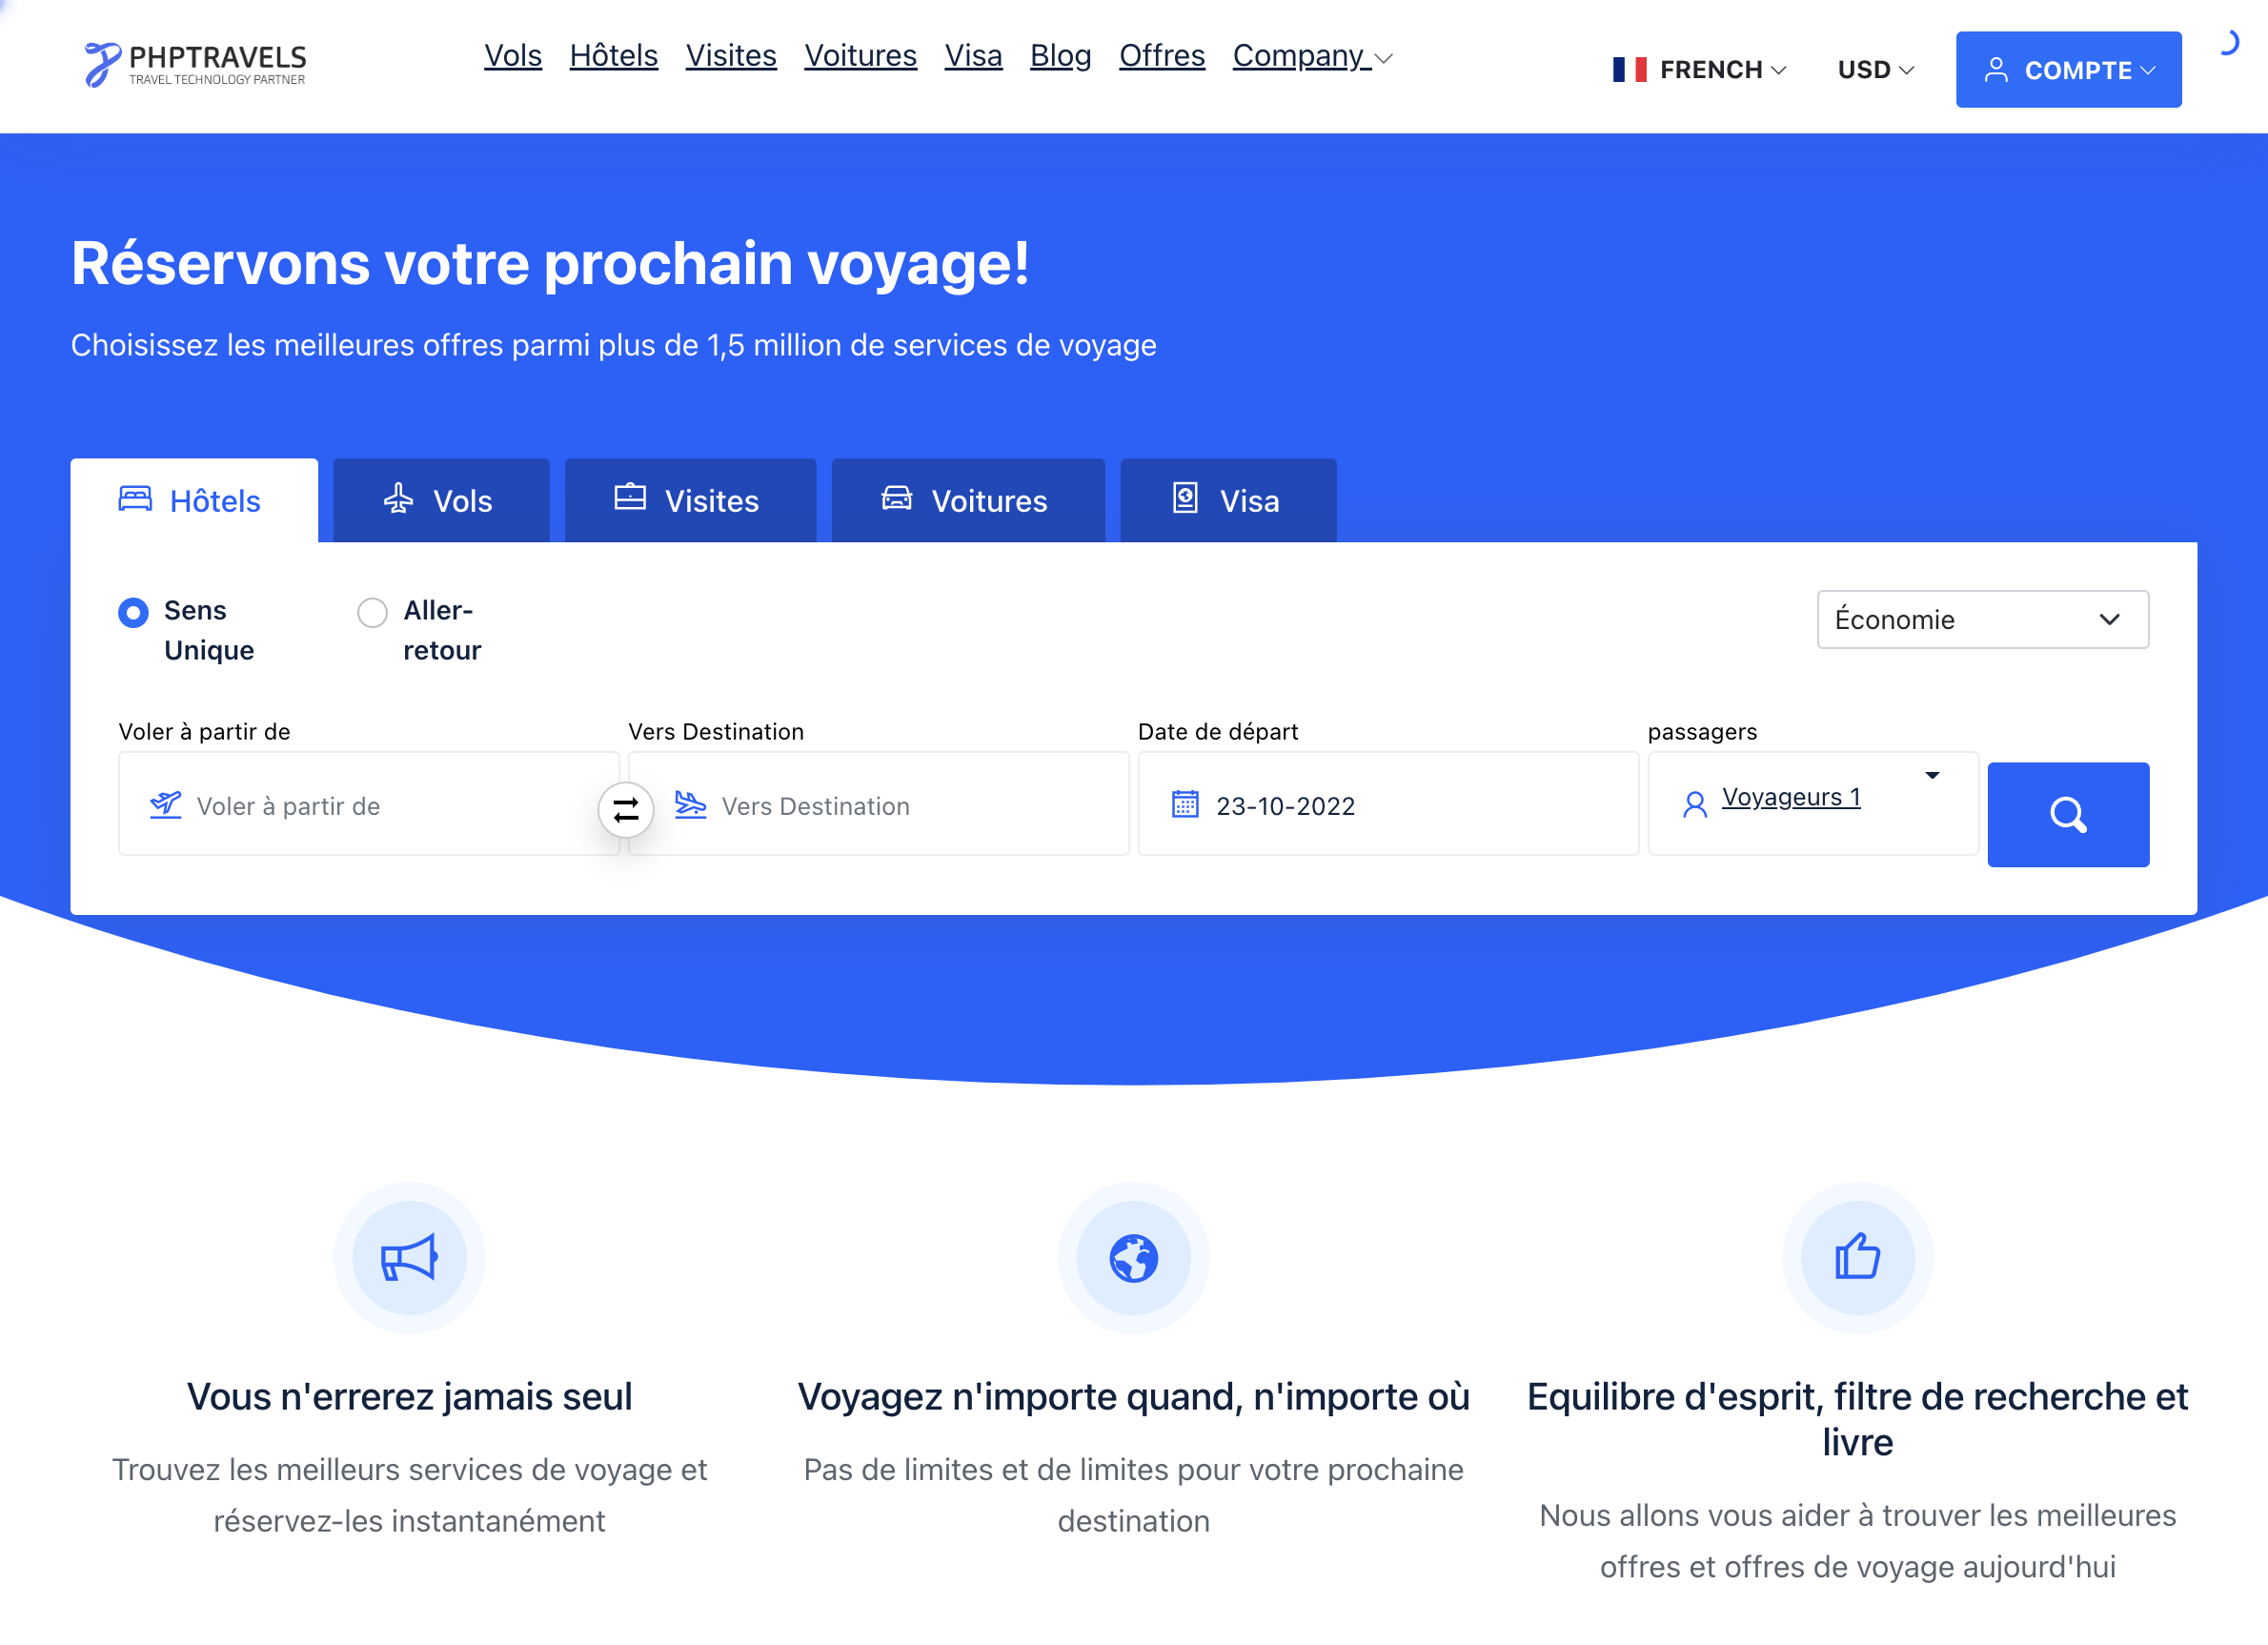 PHPTRAVELS
TRAVEL TECHNOLOGY PARTNER
Vols Hôtels Visites Voitures Visa Blog Offres Company
FRENCH USD COMPTE
Réservons votre prochain voyage!
Choisissez les meilleures offres parmi plus de 1,5 million de services de voyage
Hôtels Vols Visites Voitures Visa
Sens
Unique
Aller-
retour
Économie
Voler à partir de
Vers Destination
Date de départ
passagers
Voler à partir de
Vers Destination
23-10-2022
Voyageurs 1
Vous n'errerez jamais seul
Trouvez les meilleurs services de voyage et
réservez-les instantanément
Voyagez n'importe quand, n'importe où
Pas de limites et de limites pour votre prochaine
destination
Equilibre d'esprit, filtre de recherche et
livre
Nous allons vous aider à trouver les meilleures
offres et offres de voyage aujourd'hui